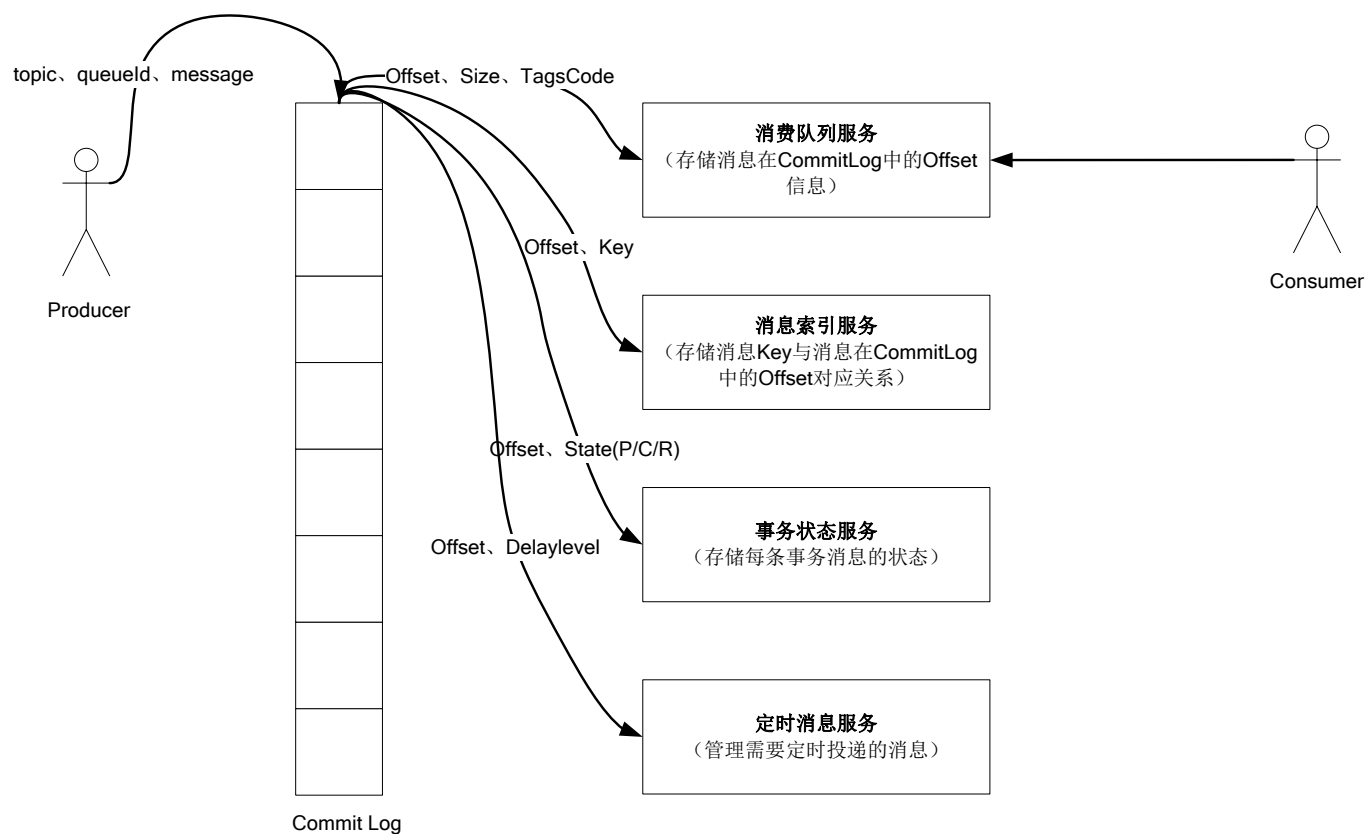 topic、queueId、message
Offset、Size、TagsCode
消费队列服务
（存储消息在CommitLog中的Offset
信息）
Offset、Key
Producer
Consumer
消息索引服务
（存储消息Key与消息在CommitLog
中的Offset对应关系）
Offset、State(P/C/R)
事务状态服务
（存储每条事务消息的状态）
Offset、Delaylevel
定时消息服务
（管理需要定时投递的消息）
Commit Log